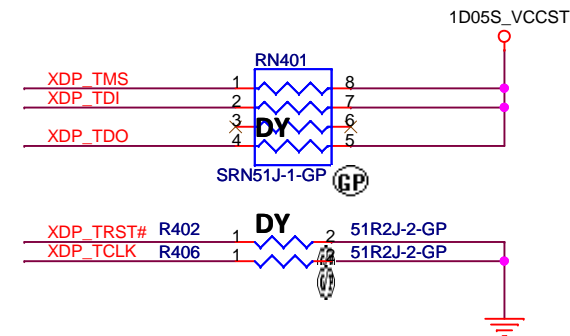 1D05S_VCCST
RN401
XDP_TMS 1 8
XDP_TDI 2 7
3 DY 6
XDP_TDO 4 5
SRN51J-1-GP GP
DY
XDP_TRST# R402 1 2 51R2J-2-GP
XDP_TCLK R406 1 51R2J-2-GP